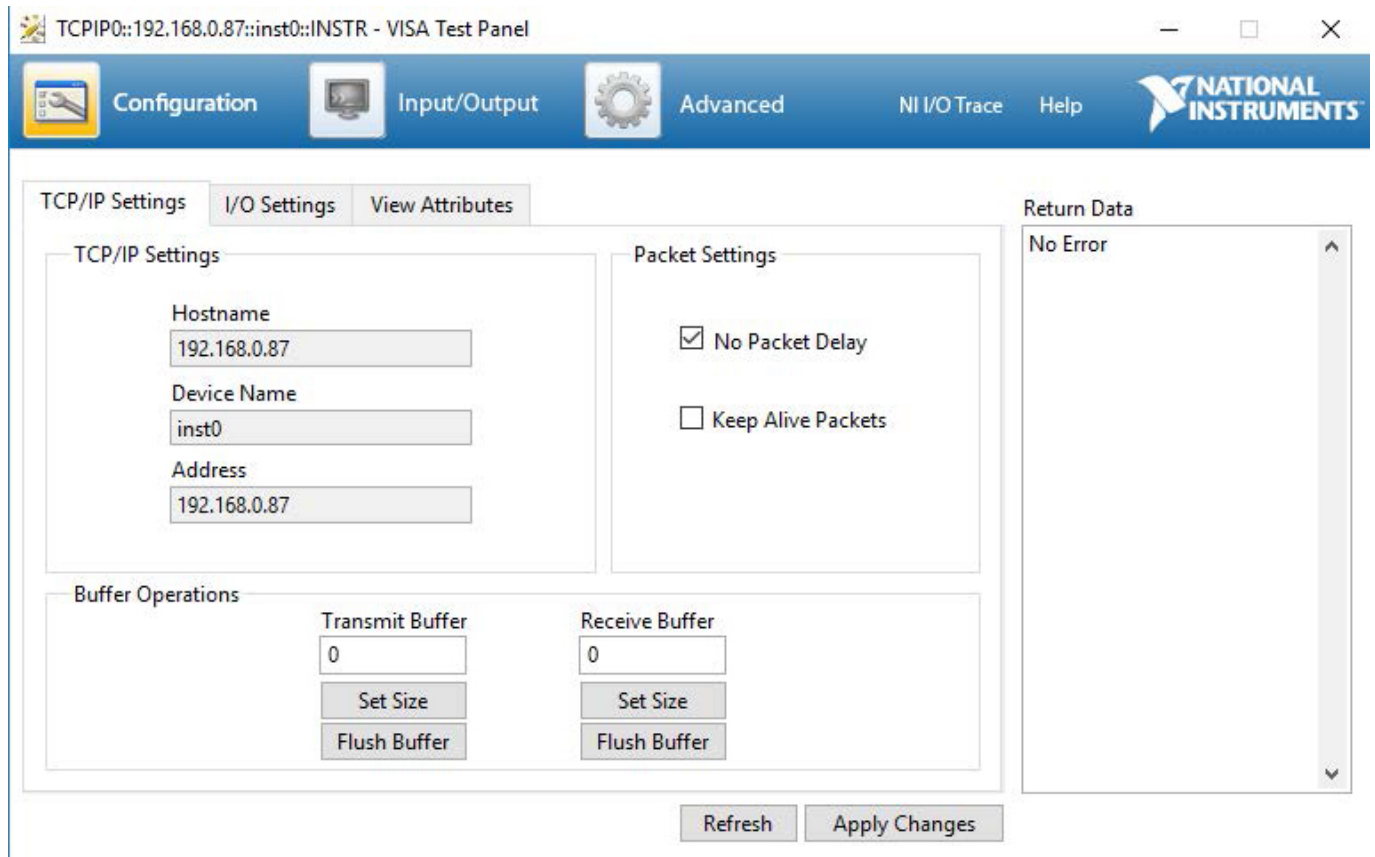 TCPIP0::192.168.0.87::inst0::INSTR - VISA Test Panel
Configuration
Input/Output
Advanced
NI I/O Trace
Help
NATIONAL
INSTRUMENTS
TCP/IP Settings
I/O Settings
View Attributes
TCP/IP Settings
Hostname
192.168.0.87
Device Name
inst0
Address
192.168.0.87
Packet Settings
No Packet Delay
Keep Alive Packets
Buffer Operations
Transmit Buffer
0
Set Size
Flush Buffer
Receive Buffer
0
Set Size
Flush Buffer
Return Data
No Error
Refresh
Apply Changes